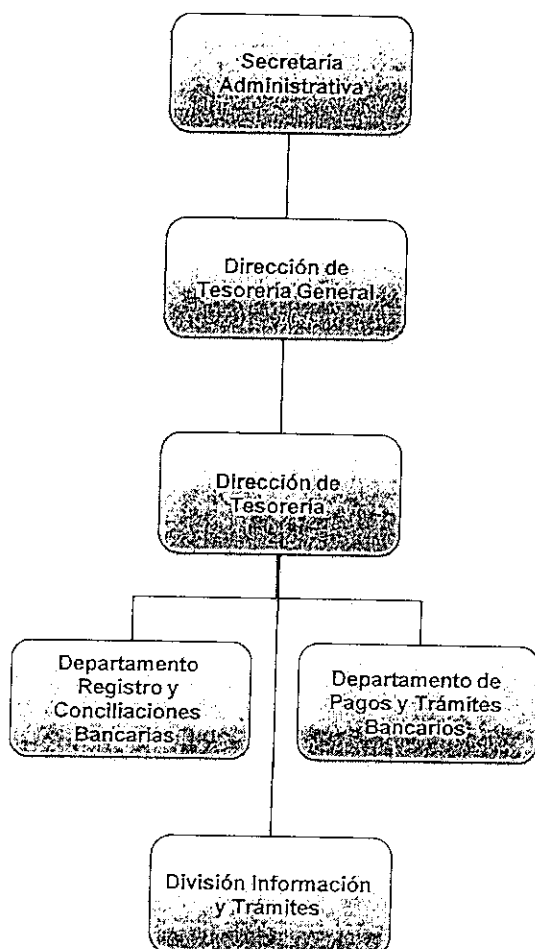 Secretaría
Administrativa
Dirección de
Tesorería General
Dirección de
Tesorería
Departamento
Registro y
Conciliaciones
Bancarias
Departamento de
Pagos y Trámites
Bancarios
División Información
y Trámites